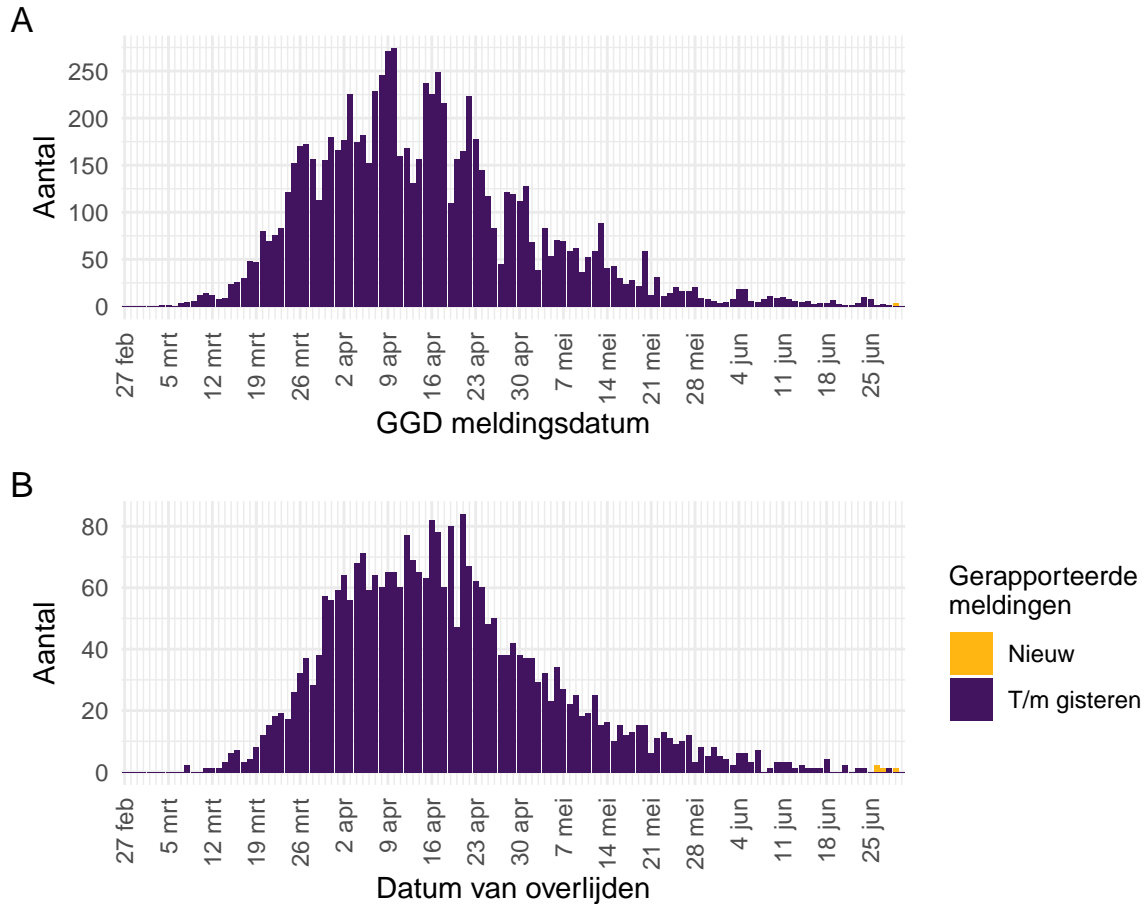 A
Aantal
250
200
150
100
50
0
27 feb
5 mrt
12 mrt
19 mrt
26 mrt
2 apr
9 apr
16 apr
23 apr
30 apr
7 mei
14 mei
21 mei
28 mei
4 jun
11 jun
18 jun
25 jun
GGD meldingsdatum
B
Aantal
80
60
40
20
0
27 feb
5 mrt
12 mrt
19 mrt
26 mrt
2 apr
9 apr
16 apr
23 apr
30 apr
7 mei
14 mei
21 mei
28 mei
4 jun
11 jun
18 jun
25 jun
Datum van overlijden
Gerapporteerde
meldingen
Nieuw
T/m gisteren